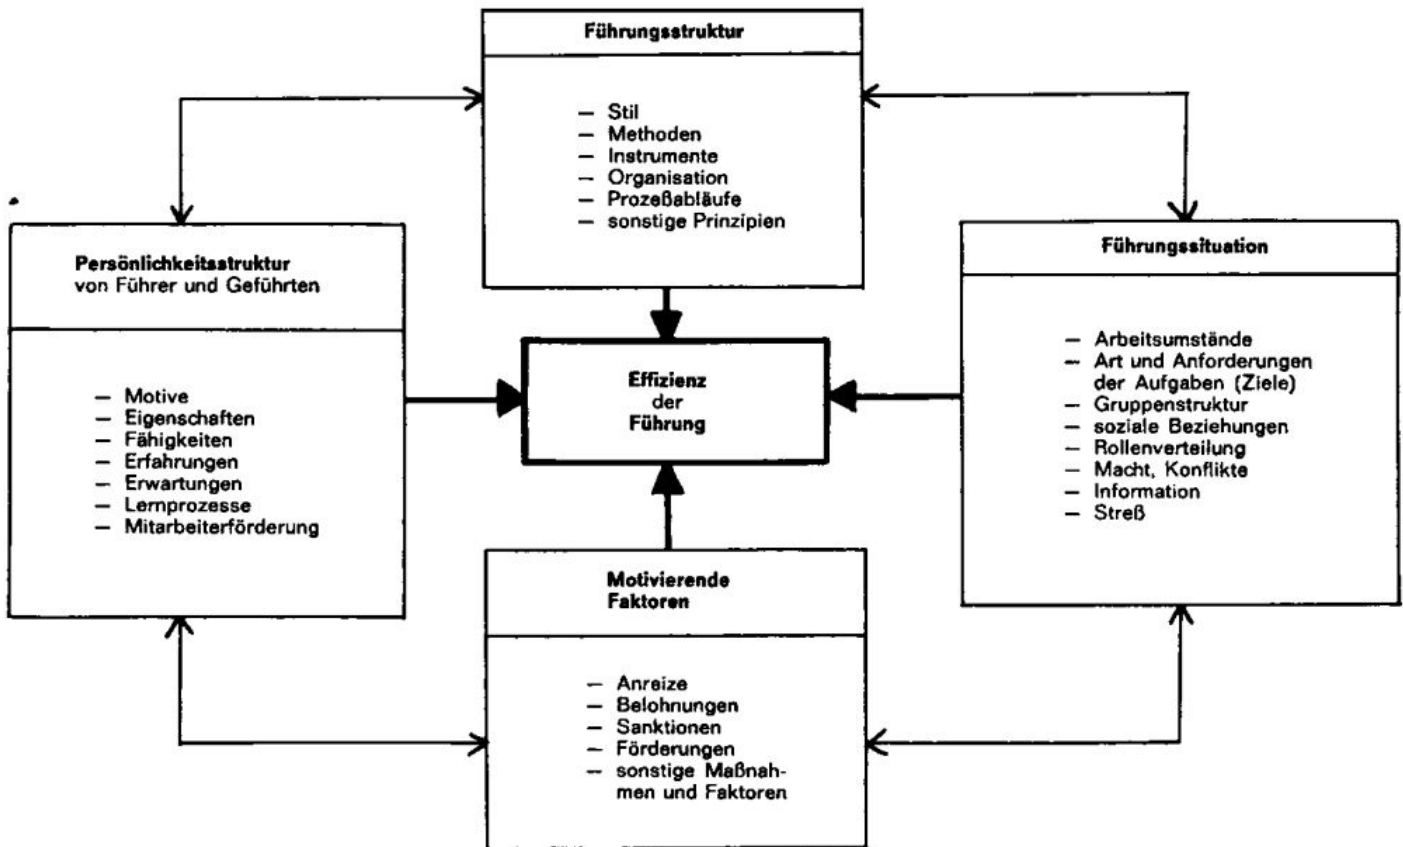 Führungsstruktur
— Stil
— Methoden
— Instrumente
— Organisation
— Prozeßabläufe
— sonstige Prinzipien
Persönlichkeitsstruktur
von Führer und Geführten
— Motive
— Eigenschaften
— Fähigkeiten
— Erfahrungen
— Erwartungen
— Lernprozesse
— Mitarbeiterförderung
Effizienz
der
Führung
Führungssituation
— Arbeitsumstände
— Art und Anforderungen
der Aufgaben (Ziele)
— Gruppenstruktur
— soziale Beziehungen
— Rollenverteilung
— Macht, Konflikte
— Information
— Streß
Motivierende
Faktoren
— Anreize
— Belohnungen
— Sanktionen
— Förderungen
— sonstige Maßnah-
men und Faktoren